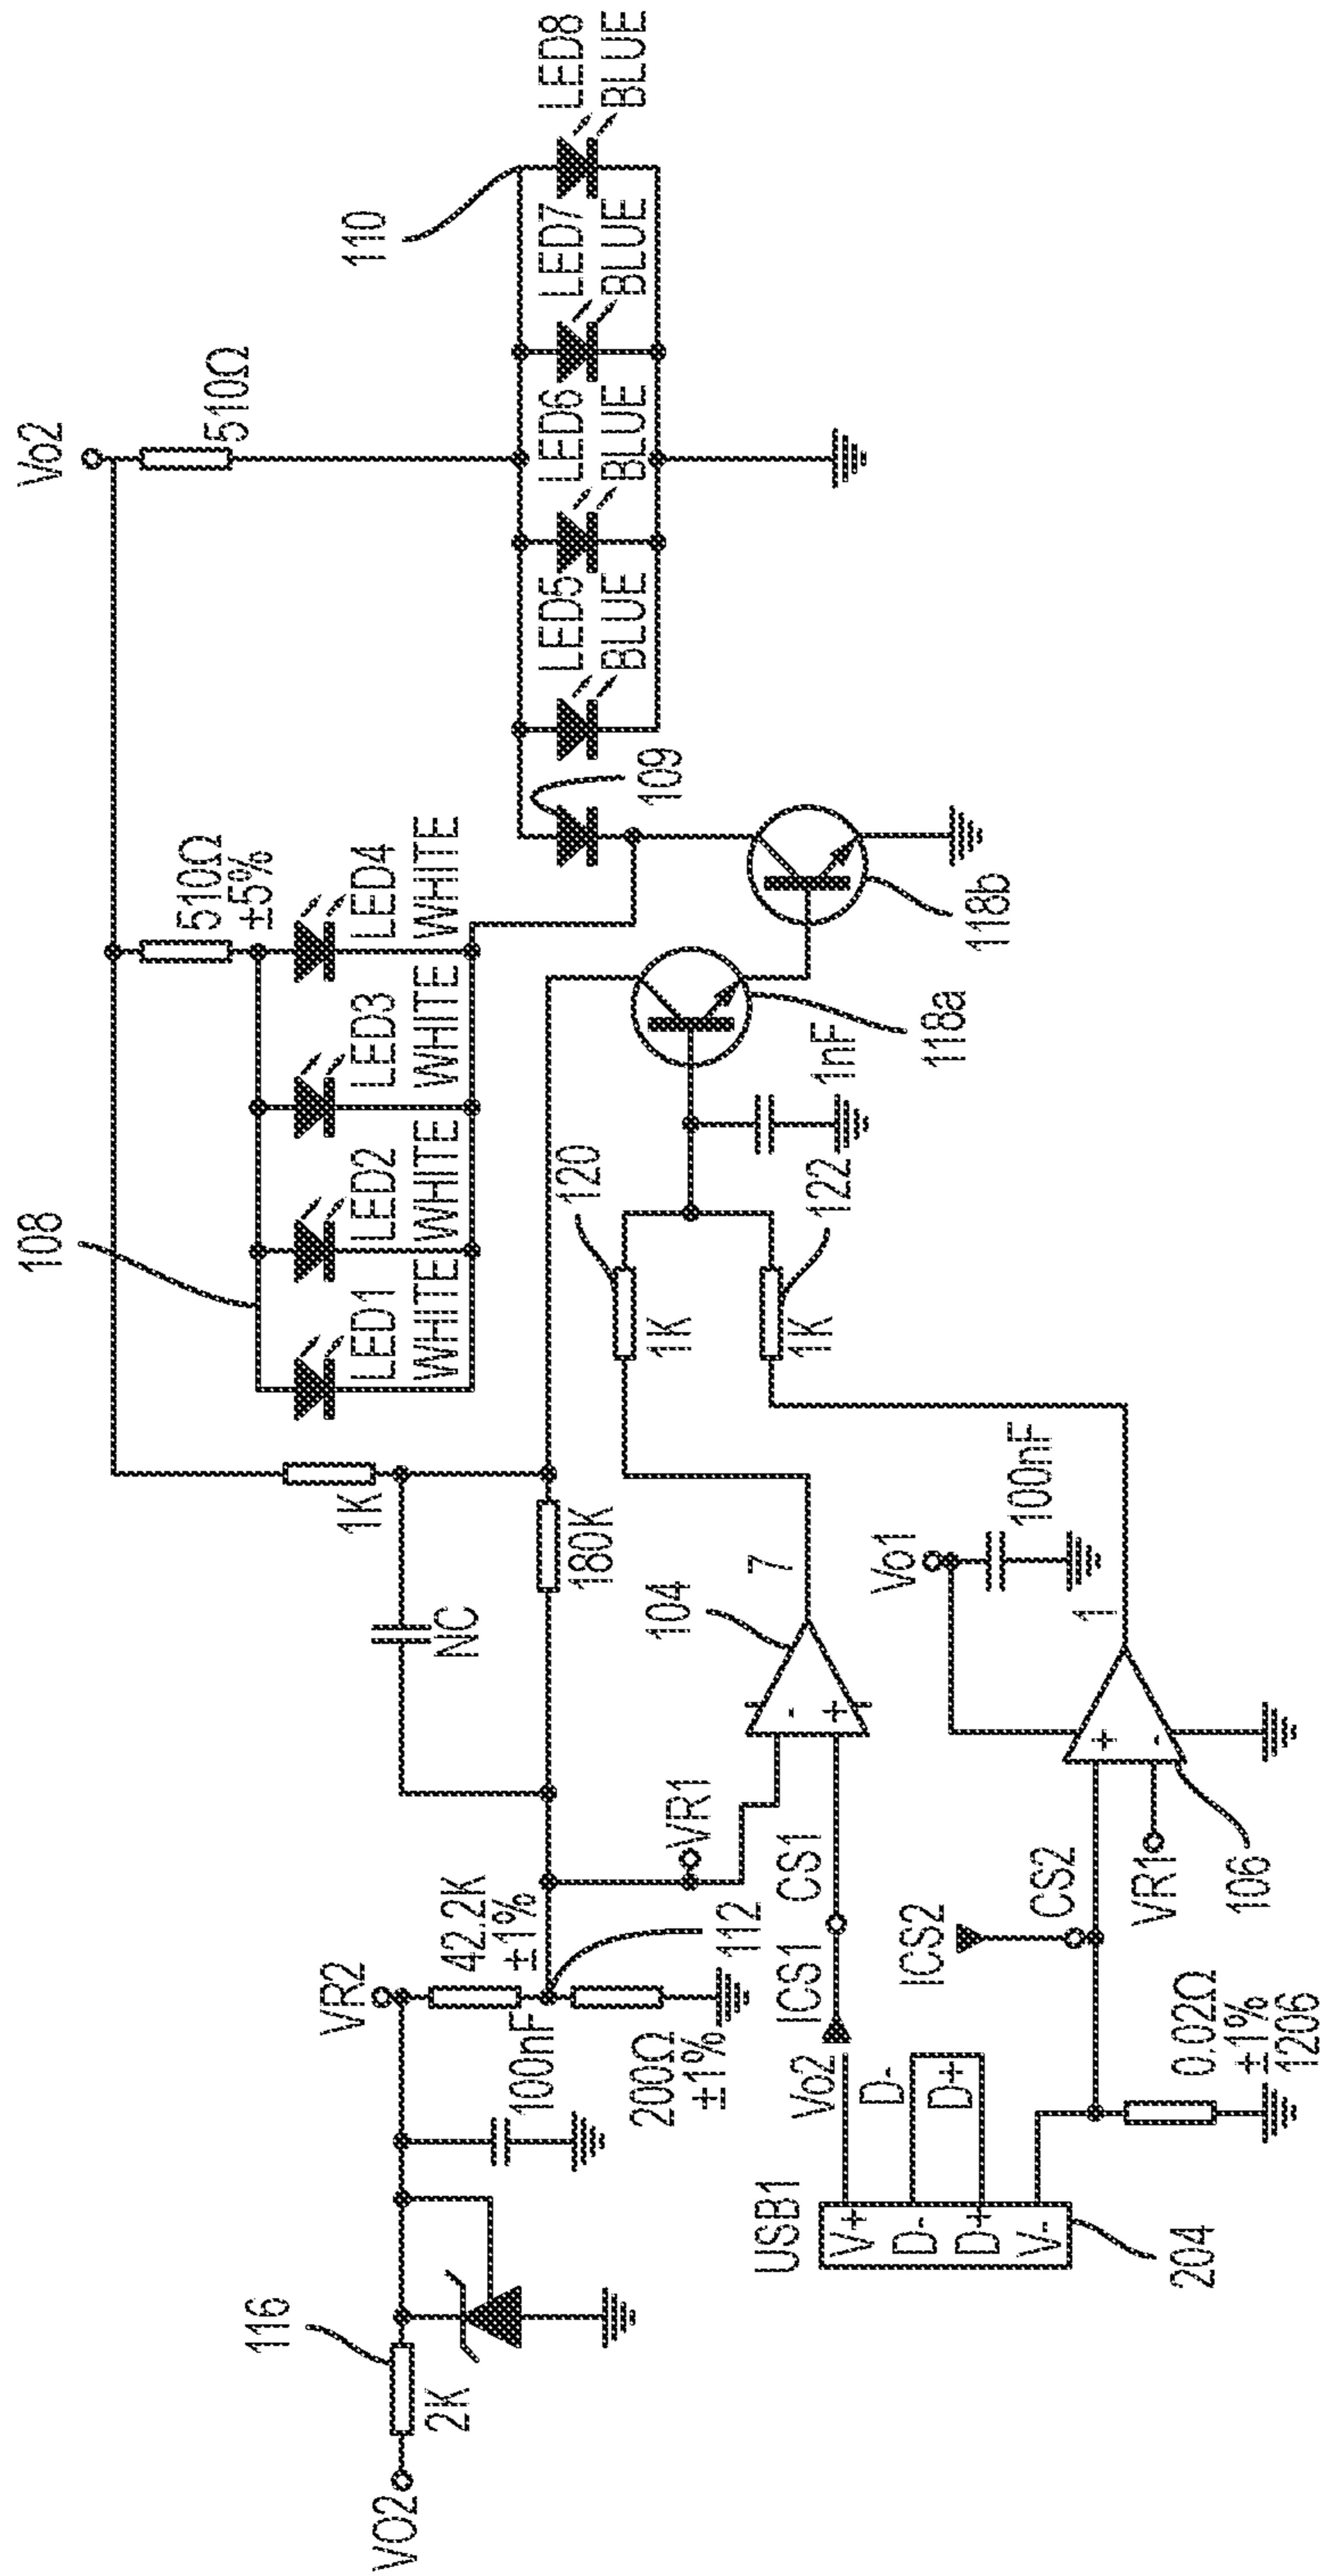 VO2
2K
116
VR2
100nF
42.2K
±1%
200Ω
±1%
112
VR1
NC
1K
180K
108
LED1
WHITE
LED2
WHITE
LED3
WHITE
LED4
WHITE
510Ω
±5%
Vo2
510Ω
110
LED5
BLUE
LED6
BLUE
LED7
BLUE
LED8
BLUE
109
118b
118a
1nF
120
1K
122
1K
USB1
V+
D-
D+
V-
204
Vo2
D-
D+
ICS1
CS1
-
+
104
7
ICS2
CS2
0.02Ω
±1%
1206
VR1
+
-
106
1
Vo1
100nF